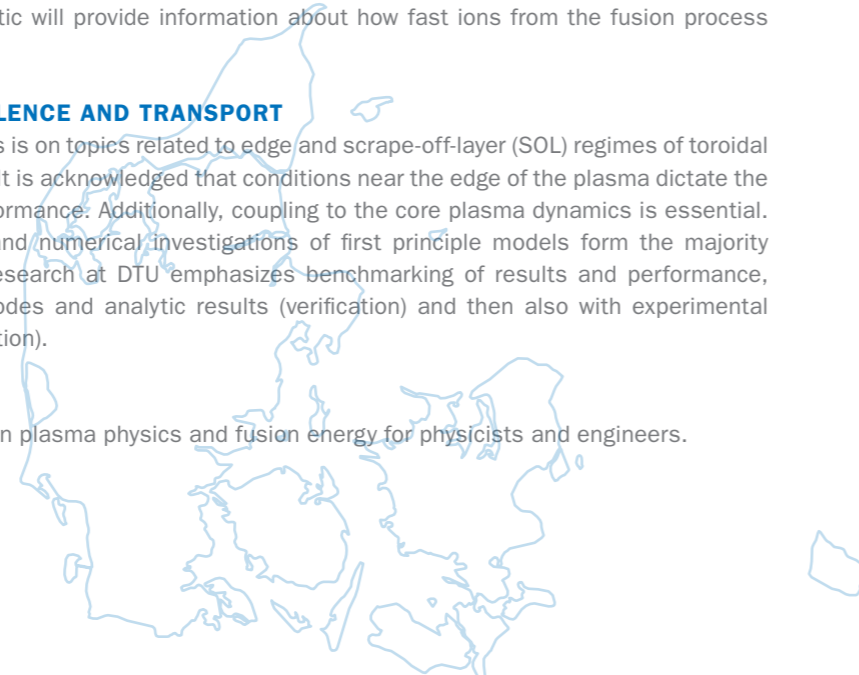 tic will provide information about how fast ions from the fusion process
LENCE AND TRANSPORT
s is on topics related to edge and scrape-off-layer (SOL) regimes of toroidal
it is acknowledged that conditions near the edge of the plasma dictate the
ormance. Additionally, coupling to the core plasma dynamics is essential.
and numerical investigations of first principle models form the majority
esearch at DTU emphasizes benchmarking of results and performance,
odes and analytic results (verification) and then also with experimental
tion).
n plasma physics and fusion energy for physicists and engineers.